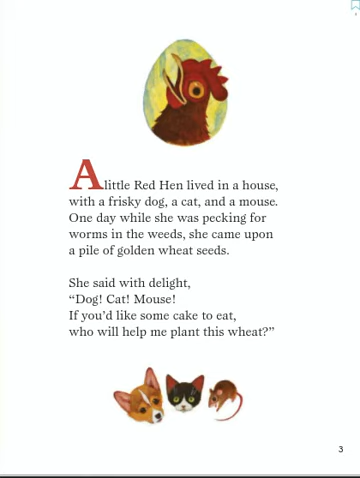 A little Red Hen lived in a house,
with a frisky dog, a cat, and a mouse.
One day while she was pecking for
worms in the weeds, she came upon
a pile of golden wheat seeds.
She said with delight,
“Dog! Cat! Mouse!
If you’d like some cake to eat,
who will help me plant this wheat?”
3